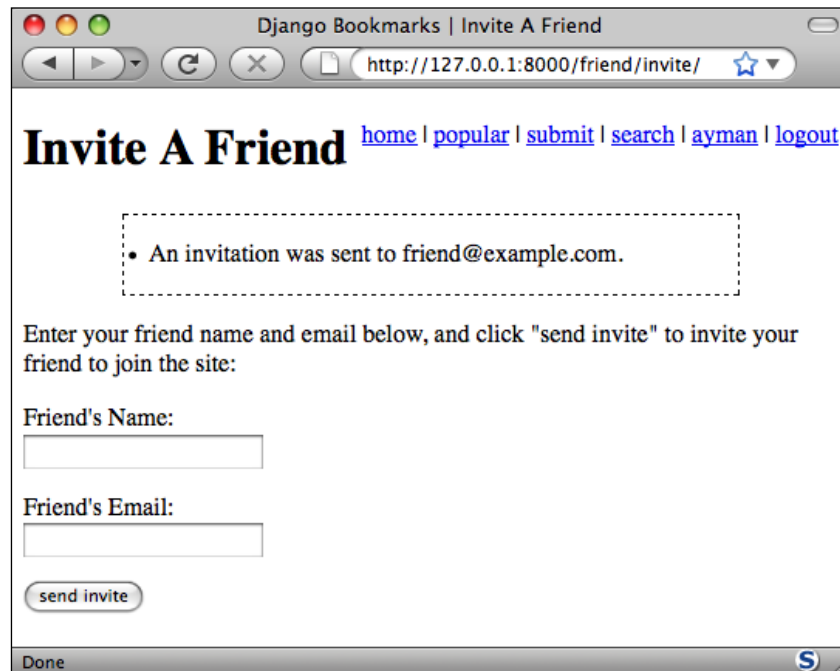 Django Bookmarks | Invite A Friend
http://127.0.0.1:8000/friend/invite/
Invite A Friend
home | popular | submit | search | ayman | logout
• An invitation was sent to friend@example.com.
Enter your friend name and email below, and click "send invite" to invite your
friend to join the site:
Friend's Name:
Friend's Email:
send invite
Done
S